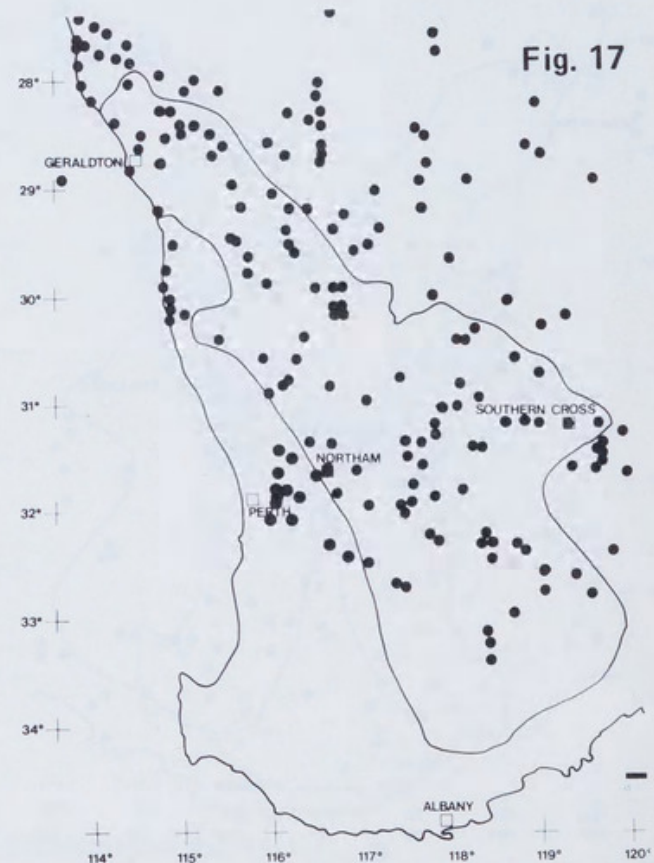 Fig. 17
28°
GERALDTON
29°
30°
31°
SOUTHERN CROSS
NORTHAM
32°
PERTH
33°
34°
ALBANY
114° 115° 116° 117° 118° 119° 120°